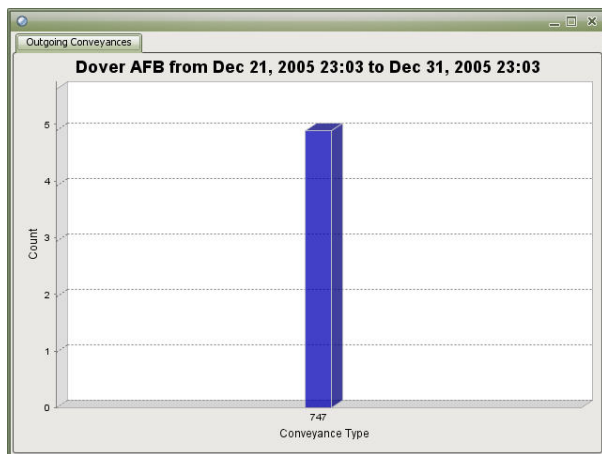 Outgoing Conveyances
Dover AFB from Dec 21, 2005 23:03 to Dec 31, 2005 23:03
5
4
3
2
1
0
Count
747
Conveyance Type